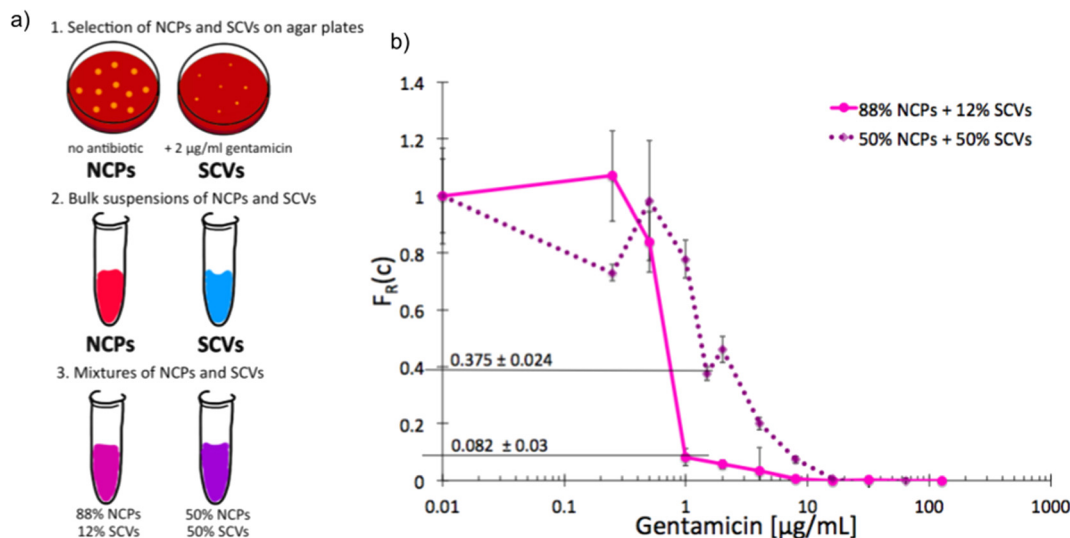 a)
1. Selection of NCPs and SCVs on agar plates
no antibiotic
+ 2 µg/ml gentamicin
NCPs
SCVs
2. Bulk suspensions of NCPs and SCVs
NCPs
SCVs
3. Mixtures of NCPs and SCVs
88% NCPs
12% SCVs
50% NCPs
50% SCVs
b)
88% NCPs + 12% SCVs
50% NCPs + 50% SCVs
F_R(c)
1.4
1.2
1
0.8
0.6
0.4
0.2
0
0.375 ± 0.024
0.082 ± 0.03
0.01
0.1
1
10
100
1000
Gentamicin [µg/mL]